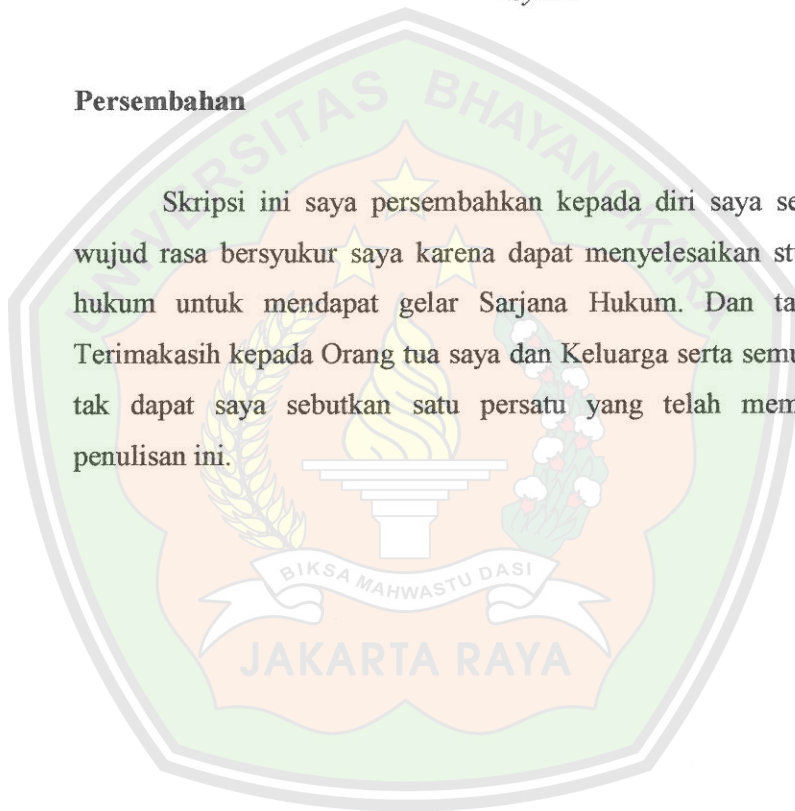 Persembahan
Skripsi ini saya persembahkan kepada diri saya
wujud rasa bersyukur saya karena dapat menyelesaikan
hukum untuk mendapat gelar Sarjana Hukum. Dan
Terimakasih kepada Orang tua saya dan Keluarga serta
tak dapat saya sebutkan satu persatu yang telah
penulisan ini.
UNIVERSITAS BHAYANGKARA
BIKSA MAHWASTU DASI
JAKARTA RAYA